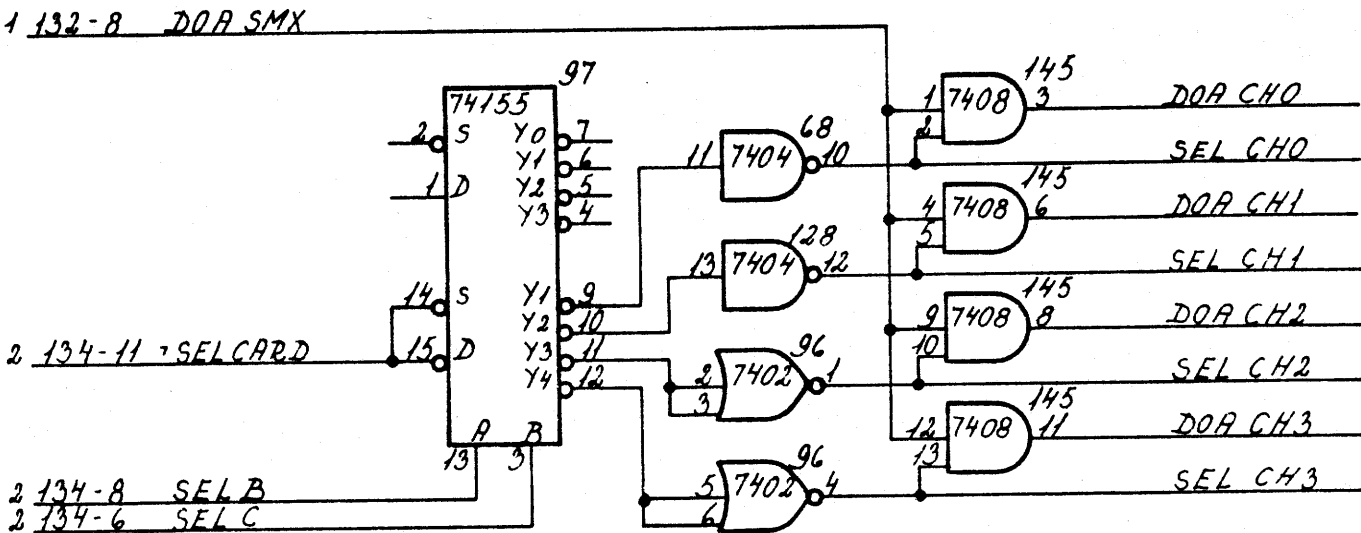 1 132-8 DOA SMX
97
74155
2 S Y0 7
Y1 6
1 D Y2 5
Y3 4
14 S Y1 9
Y2 10
2 134-11 ¬SELCARD 15 D Y3 11
Y4 12
A B
13 3
2 134-8 SEL B
2 134-6 SEL C
68
11 7404 10
128
13 7404 12
96
2 7402 1
3
96
5 7402 4
6
145
1 7408 3 DOA CH0
2
SEL CH0
145
4 7408 6 DOA CH1
5
SEL CH1
145
9 7408 8 DOA CH2
10
SEL CH2
145
12 7408 11 DOA CH3
13
SEL CH3